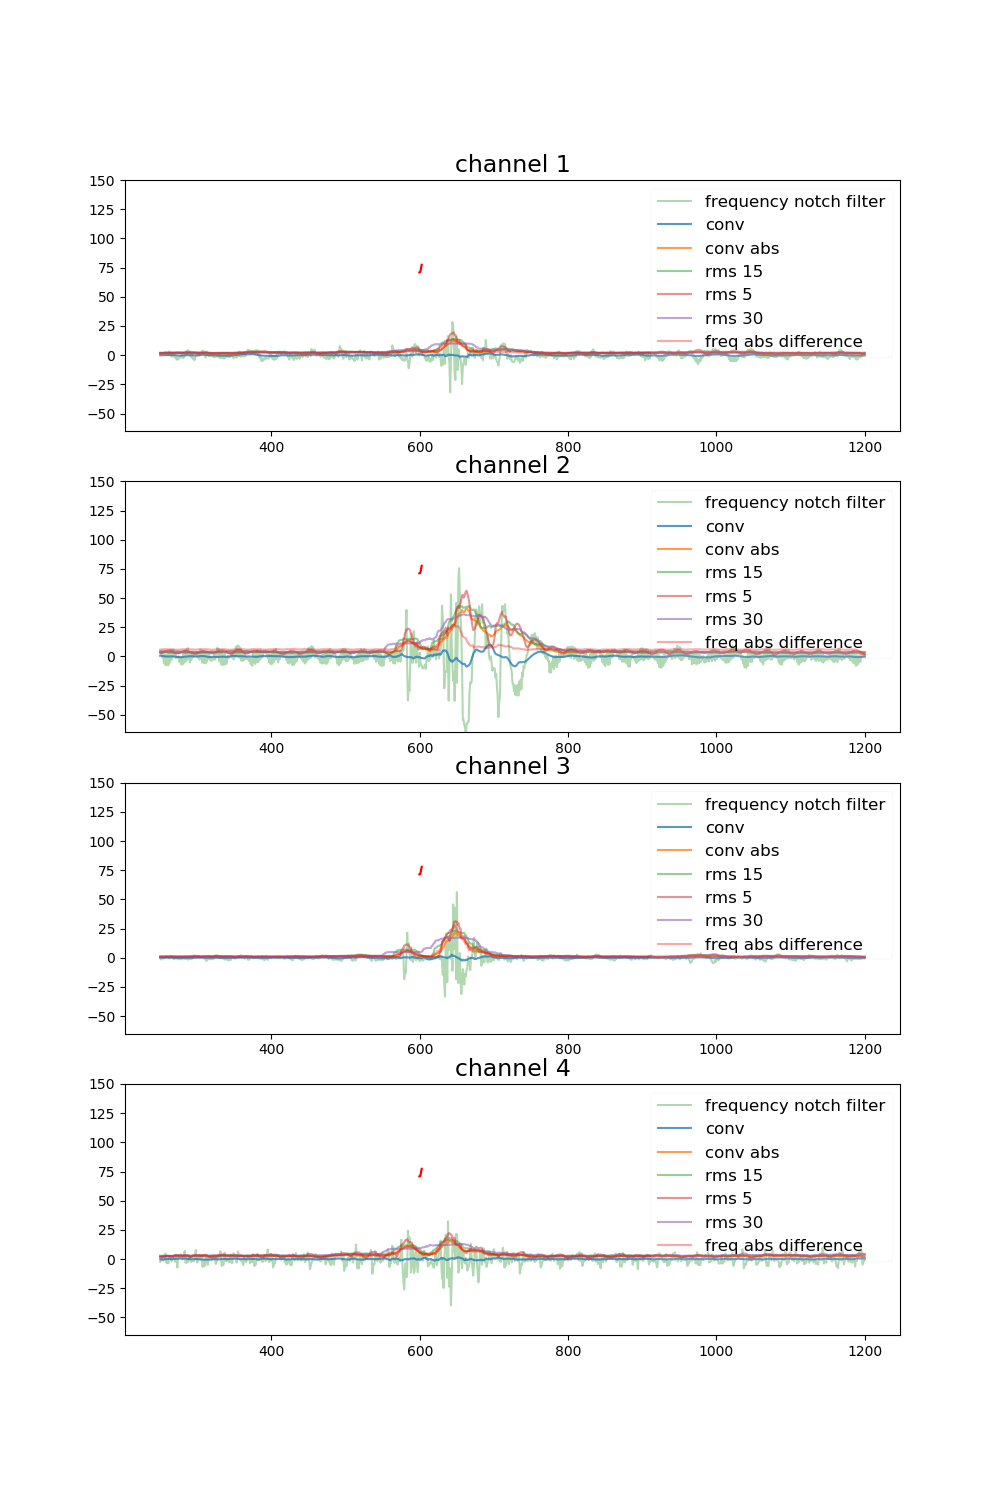 channel 1
150
125
100
75
50
25
0
−25
−50
frequency notch filter
conv
conv abs
rms 15
rms 5
rms 30
freq abs difference
400 600 800 1000 1200
channel 2
150
125
100
75
50
25
0
−25
−50
frequency notch filter
conv
conv abs
rms 15
rms 5
rms 30
freq abs difference
400 600 800 1000 1200
channel 3
150
125
100
75
50
25
0
−25
−50
frequency notch filter
conv
conv abs
rms 15
rms 5
rms 30
freq abs difference
400 600 800 1000 1200
channel 4
150
125
100
75
50
25
0
−25
−50
frequency notch filter
conv
conv abs
rms 15
rms 5
rms 30
freq abs difference
400 600 800 1000 1200